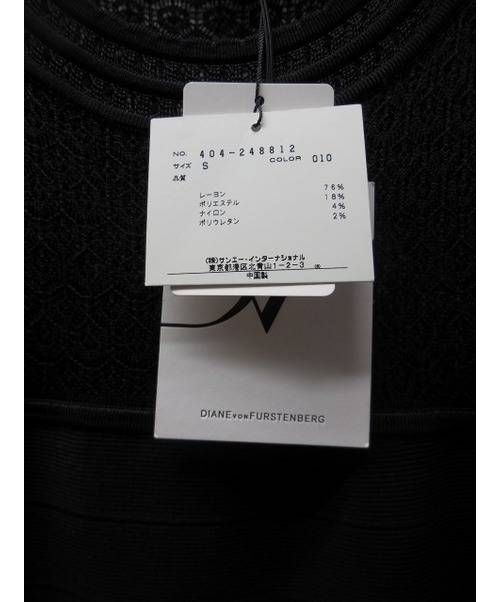 NO. 404-248812
サイズ S COLOR 010
品質
レーヨン 76%
ポリエステル 18%
ナイロン 4%
ポリウレタン 2%
(株)サンエー・インターナショナル
東京都港区北青山1-2-3
中国製
DIANE VON FURSTENBERG